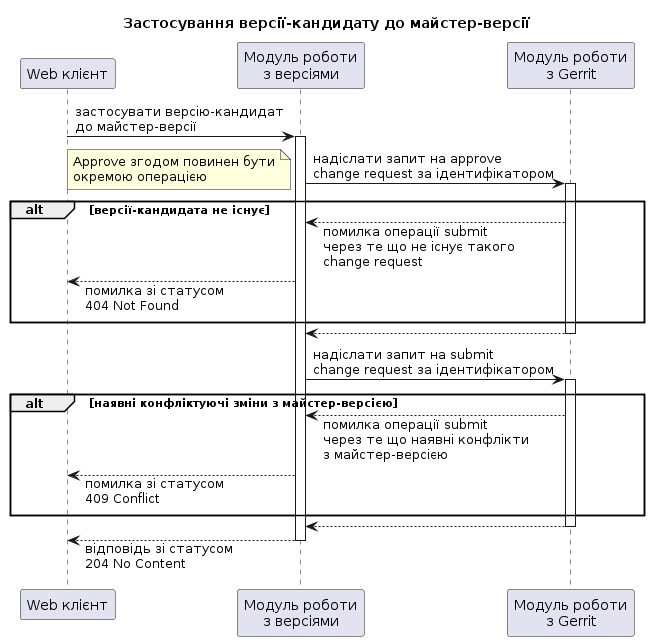 Застосування версії-кандидату до майстер-версії
Web клієнт
Модуль роботи
з версіями
Модуль роботи
з Gerrit
застосувати версію-кандидат
до майстер-версії
Approve згодом повинен бути
окремою операцією
надіслати запит на approve
change request за ідентифікатором
alt
[версії-кандидата не існує]
помилка операції submit
через те що не існує такого
change request
помилка зі статусом
404 Not Found
надіслати запит на submit
change request за ідентифікатором
alt
[наявні конфліктуючі зміни з майстер-версією]
помилка операції submit
через те що наявні конфлікти
з майстер-версією
помилка зі статусом
409 Conflict
відповідь зі статусом
204 No Content
Web клієнт
Модуль роботи
з версіями
Модуль роботи
з Gerrit